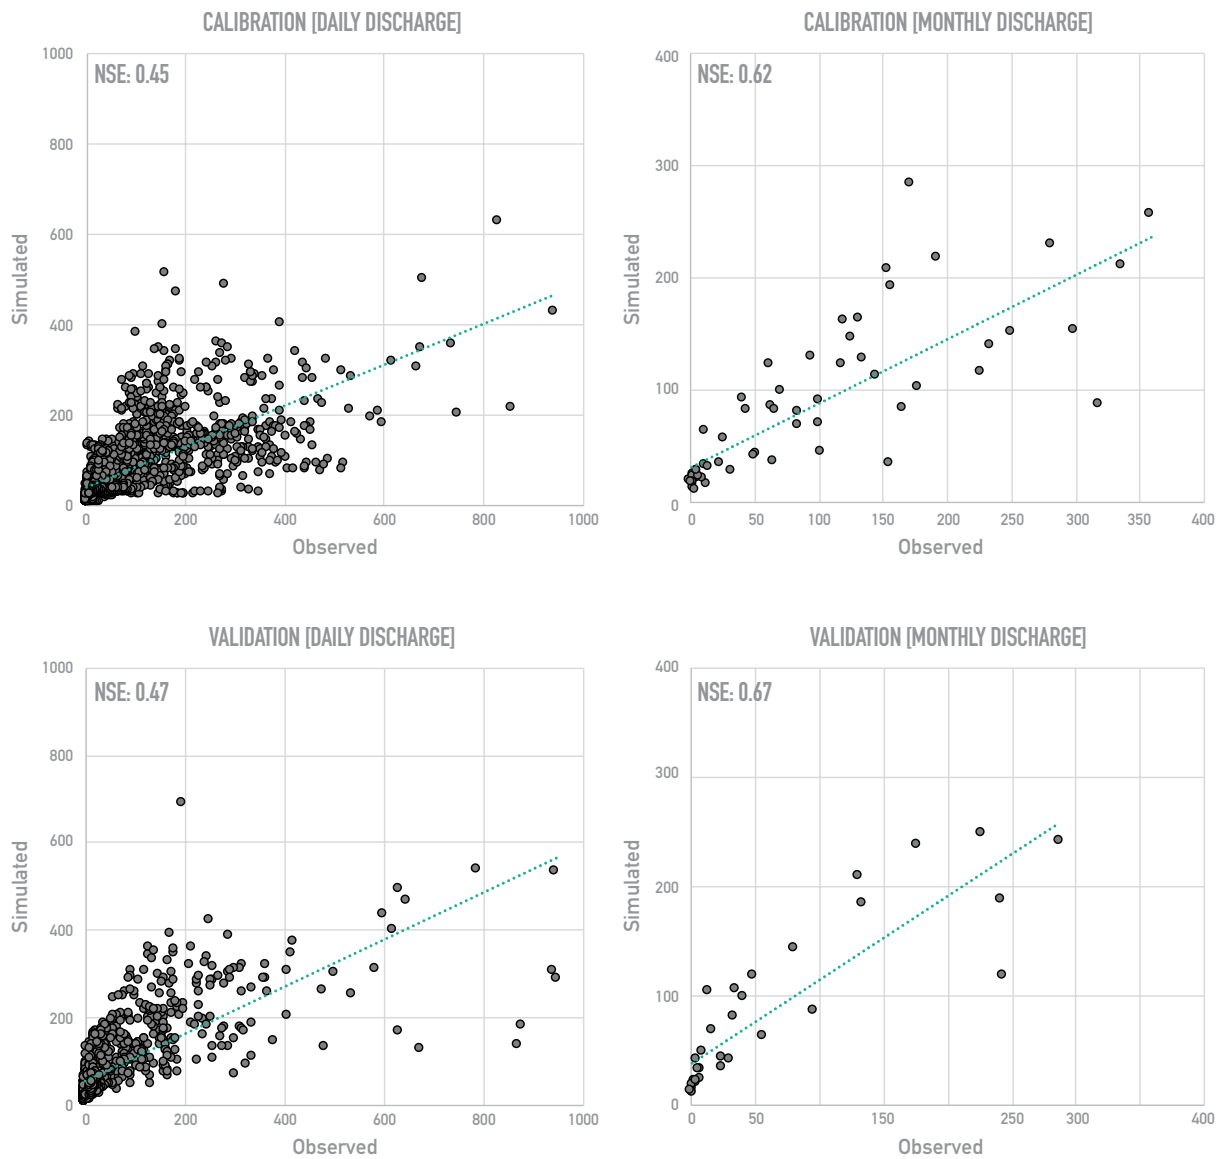 CALIBRATION [DAILY DISCHARGE]
NSE: 0.45
1000
800
600
400
200
0
Simulated
0 200 400 600 800 1000
Observed
CALIBRATION [MONTHLY DISCHARGE]
NSE: 0.62
400
300
200
100
0
Simulated
0 50 100 150 200 250 300 350 400
Observed
VALIDATION [DAILY DISCHARGE]
NSE: 0.47
1000
800
600
400
200
0
Simulated
0 200 400 600 800 1000
Observed
VALIDATION [MONTHLY DISCHARGE]
NSE: 0.67
400
300
200
100
0
Simulated
0 50 150 250 300 400
Observed